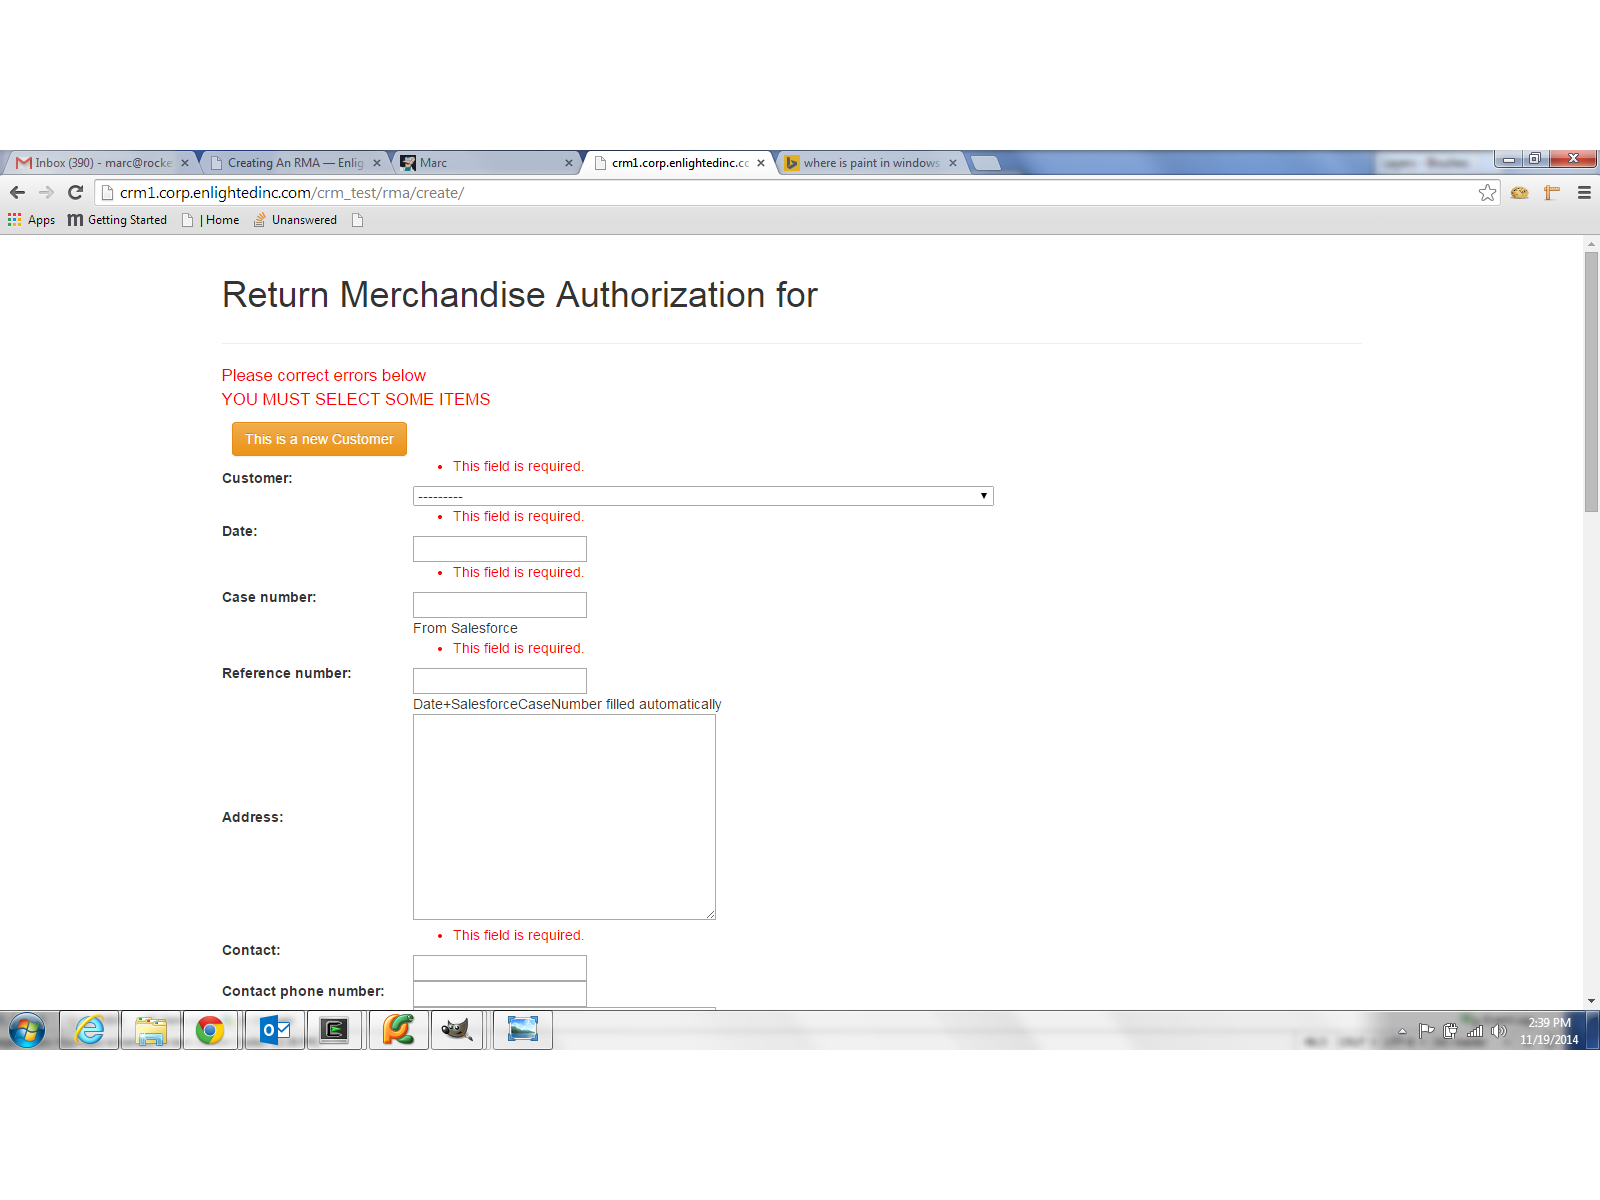 Inbox (390) - marc@rocke
Creating An RMA — Enlig
Marc
crm1.corp.enlightedinc.cc
where is paint in windows
crm1.corp.enlightedinc.com/crm_test/rma/create/
Apps
Getting Started
| Home
Unanswered
Return Merchandise Authorization for
Please correct errors below
YOU MUST SELECT SOME ITEMS
This is a new Customer
This field is required.
Customer:
---------
This field is required.
Date:
This field is required.
Case number:
From Salesforce
This field is required.
Reference number:
Date+SalesforceCaseNumber filled automatically
Address:
This field is required.
Contact:
Contact phone number:
2:39 PM
11/19/2014